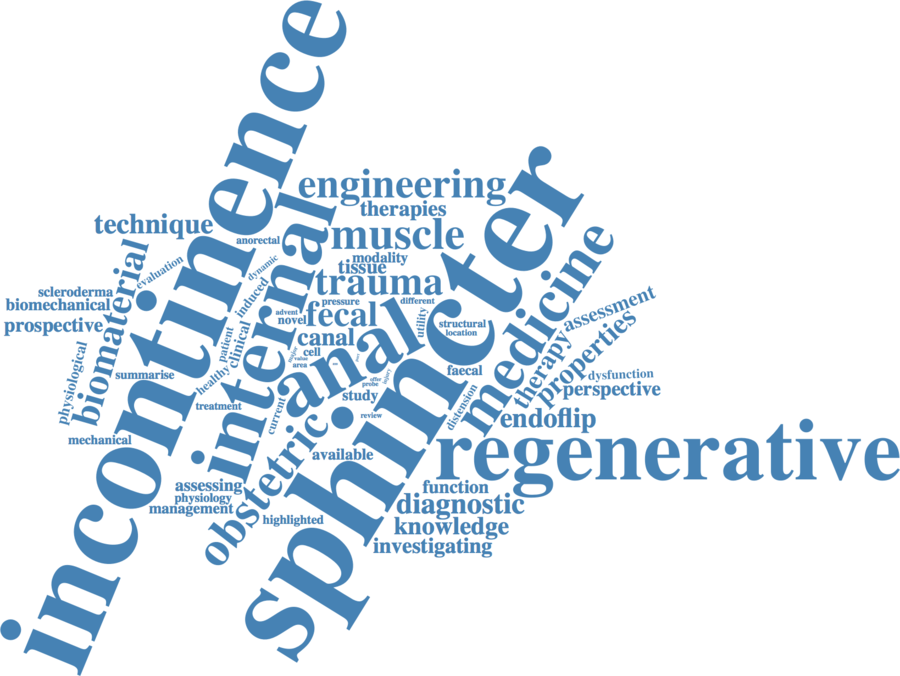 incontinence
sphincter
regenerative
internal
anal
medicine
engineering
therapies
muscle
technique
anorectal
modality
tissue
trauma
dynamic
evaluation
biomaterial
scleroderma
biomechanical
prospective
induced
pressure
different
advent
novel
fecal
utility
structural
location
assessment
canal
patient
clinical
cell
major
value
area
therapy
properties
physiological
summarise
healthy
faecal
dysfunction
perspective
probe
injury
study
treatment
current
review
distension
endoflip
mechanical
obstetric
available
assessing
physiology
management
function
diagnostic
highlighted
knowledge
investigating